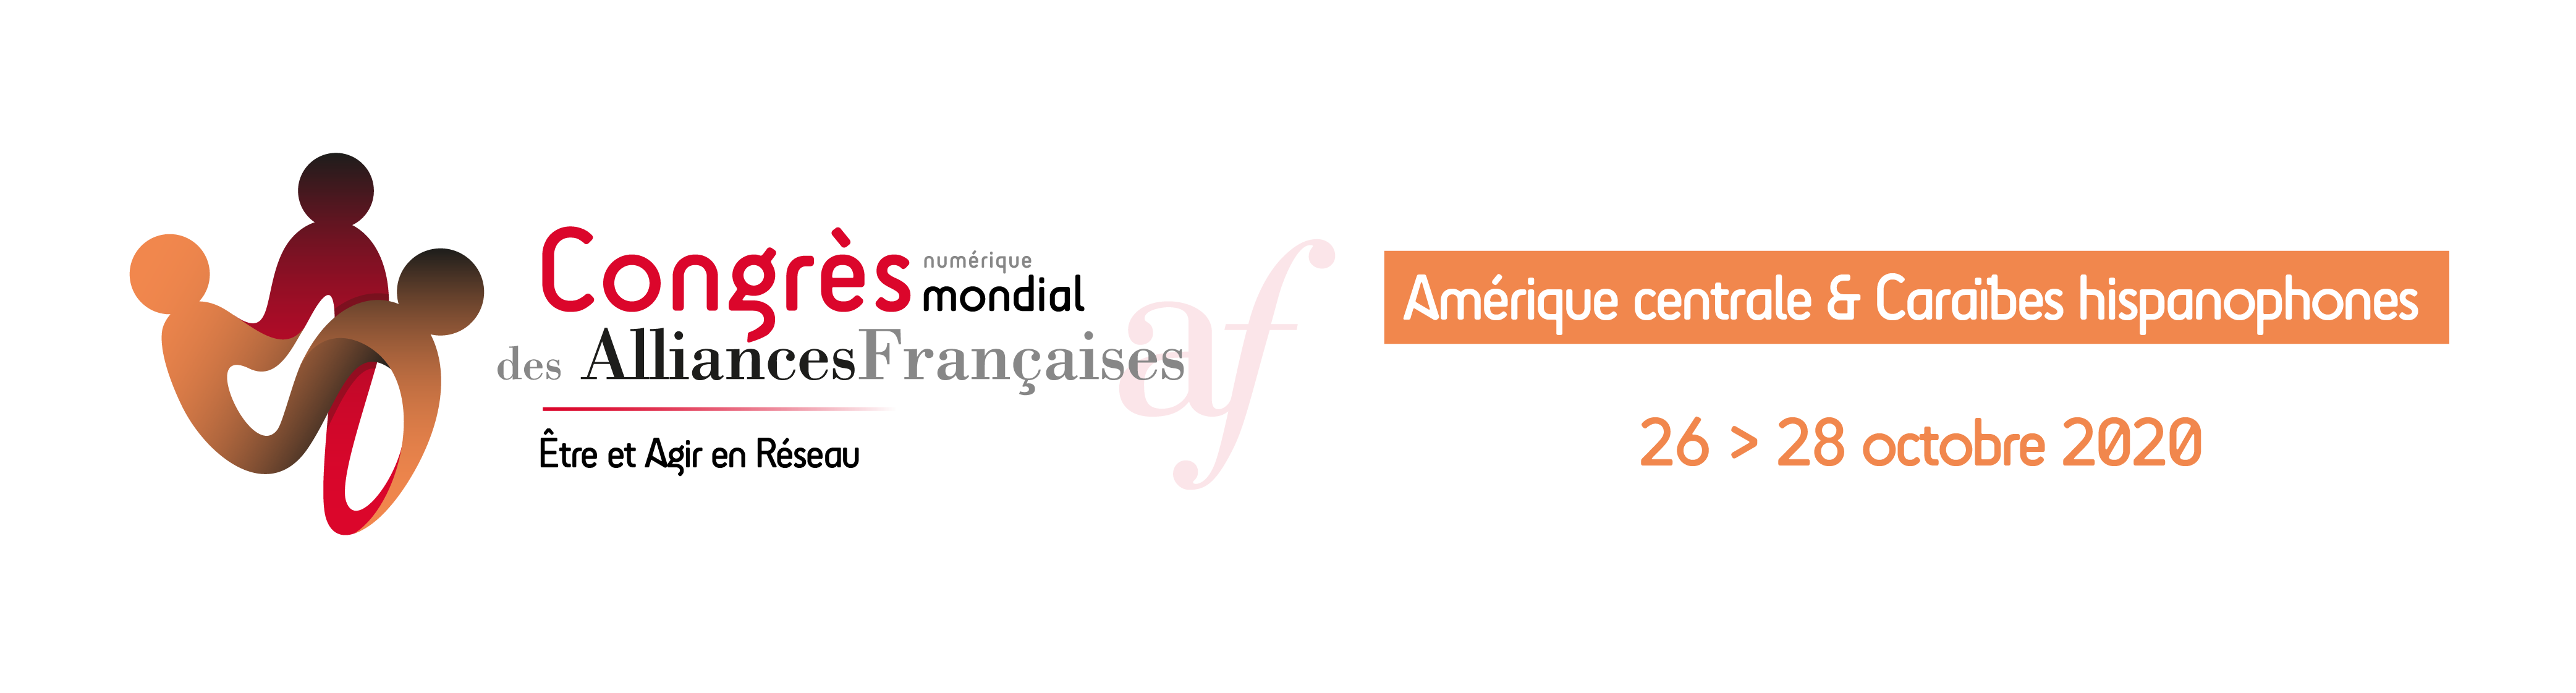 Congrès numérique mondial
des AlliancesFrançaises
af
Être et Agir en Réseau
Amérique centrale & Caraïbes hispanophones
26 > 28 octobre 2020